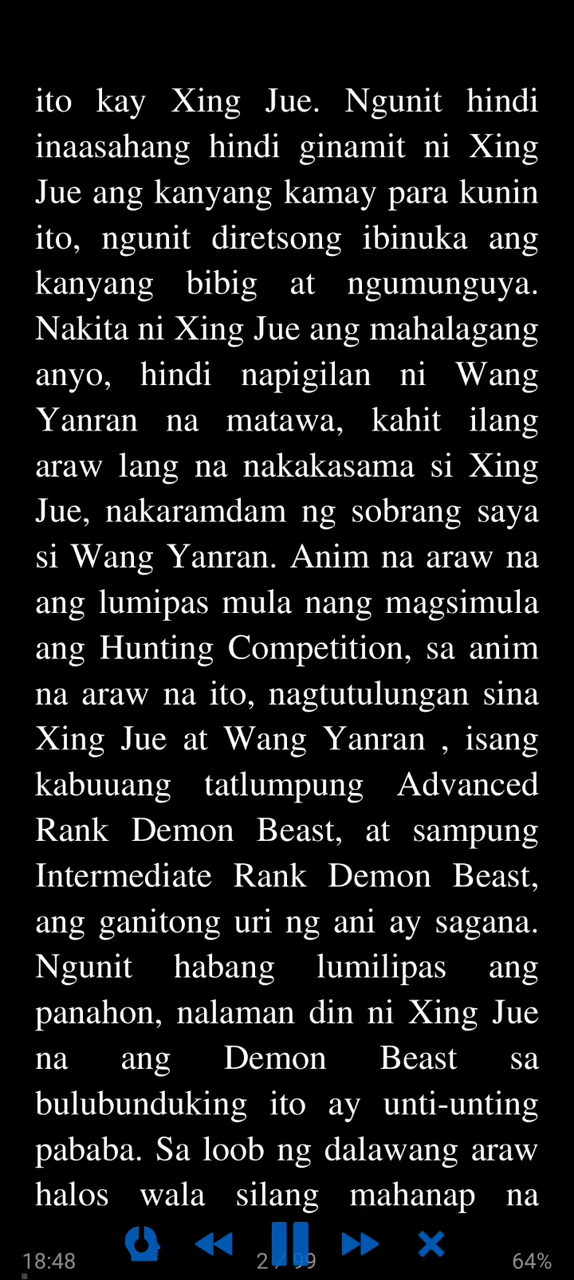 ito kay Xing Jue. Ngunit hindi
inaasahang hindi ginamit ni Xing
Jue ang kanyang kamay para kunin
ito, ngunit diretsong ibinuka ang
kanyang bibig at ngumunguya.
Nakita ni Xing Jue ang mahalagang
anyo, hindi napigilan ni Wang
Yanran na matawa, kahit ilang
araw lang na nakakasama si Xing
Jue, nakaramdam ng sobrang saya
si Wang Yanran. Anim na araw na
ang lumipas mula nang magsimula
ang Hunting Competition, sa anim
na araw na ito, nagtutulungan sina
Xing Jue at Wang Yanran , isang
kabuuang tatlumpung Advanced
Rank Demon Beast, at sampung
Intermediate Rank Demon Beast,
ang ganitong uri ng ani ay sagana.
Ngunit habang lumilipas ang
panahon, nalaman din ni Xing Jue
na ang Demon Beast sa
bulubunduking ito ay unti-unting
pababa. Sa loob ng dalawang araw
halos wala silang mahanap na
18:48 2 / 99 64%